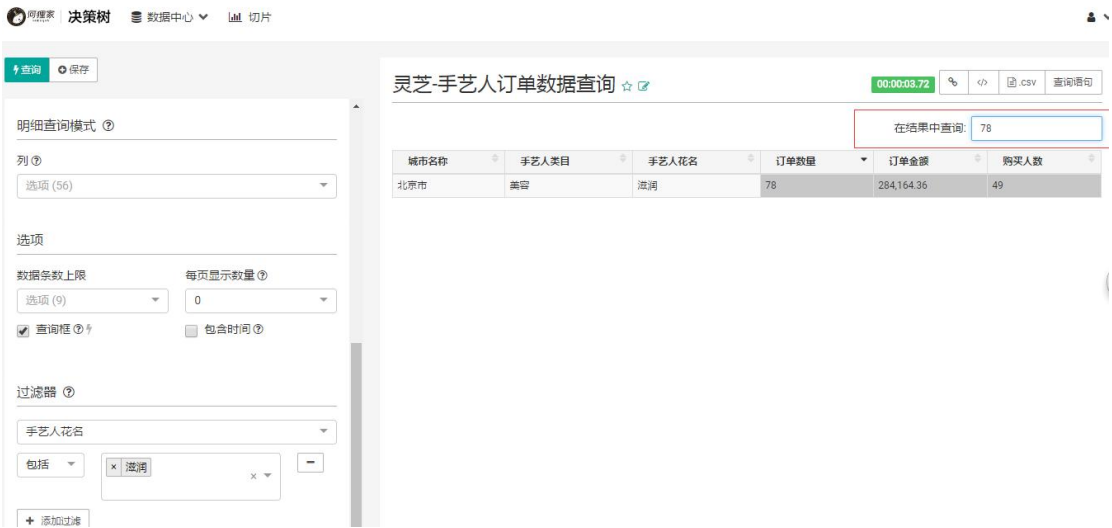 河狸家 决策树 数据中心 切片
查询 保存
灵芝-手艺人订单数据查询
00:00:03.72 </> .csv 查询语句
明细查询模式
在结果中查询: 78
列
选项 (56)
城市名称 手艺人类目 手艺人花名 订单数量 订单金额 购买人数
北京市 美容 滋润 78 284,164.36 49
选项
数据条数上限 每页显示数量
选项 (9) 0
查询框 包含时间
过滤器
手艺人花名
包括 × 滋润
+ 添加过滤